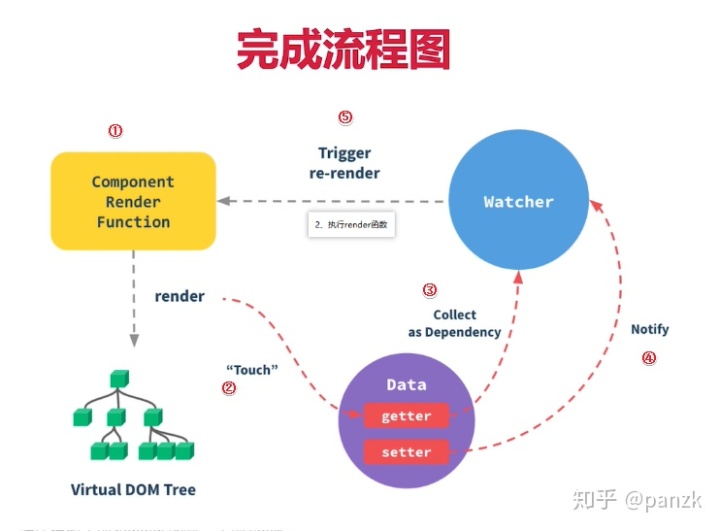 完成流程图
①
⑤
Trigger
re-render
Component
Render
Function
Watcher
2、执行render函数
render
③
Collect
as Dependency
Notify
④
“Touch”
②
Data
getter
setter
Virtual DOM Tree
知乎 @panzk